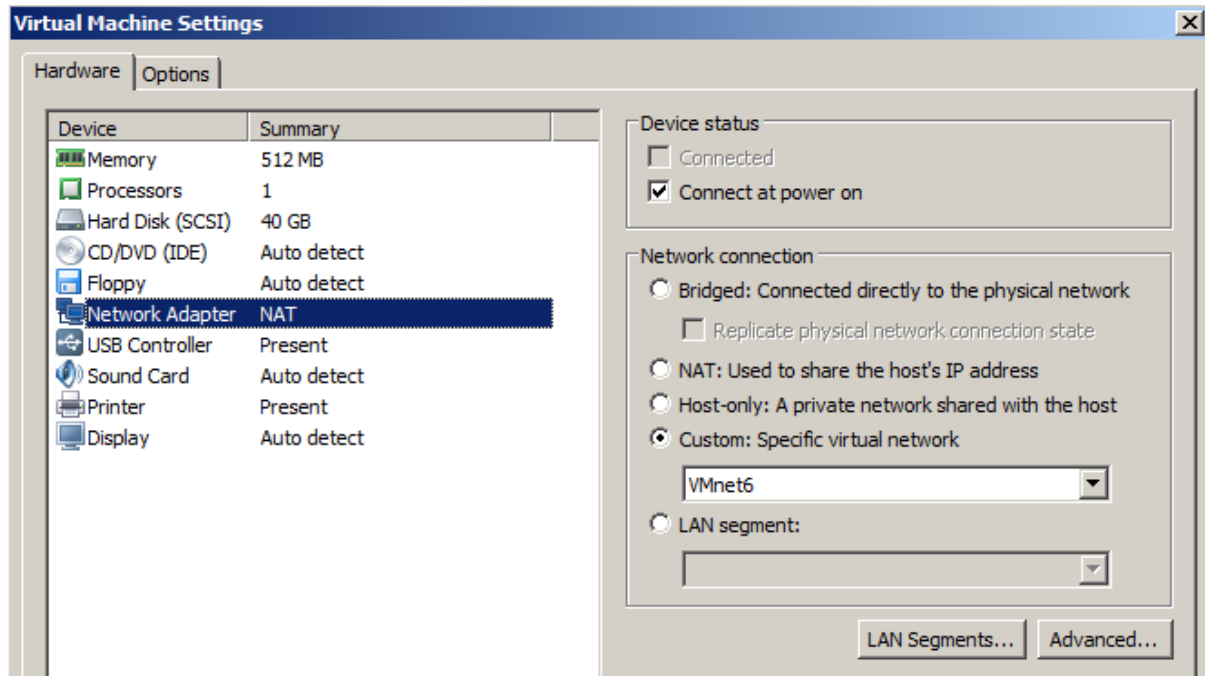 Virtual Machine Settings
Hardware
Options
Device Summary
Memory 512 MB
Processors 1
Hard Disk (SCSI) 40 GB
CD/DVD (IDE) Auto detect
Floppy Auto detect
Network Adapter NAT
USB Controller Present
Sound Card Auto detect
Printer Present
Display Auto detect
Device status
Connected
Connect at power on
Network connection
Bridged: Connected directly to the physical network
Replicate physical network connection state
NAT: Used to share the host's IP address
Host-only: A private network shared with the host
Custom: Specific virtual network
VMnet6
LAN segment:
LAN Segments...
Advanced...